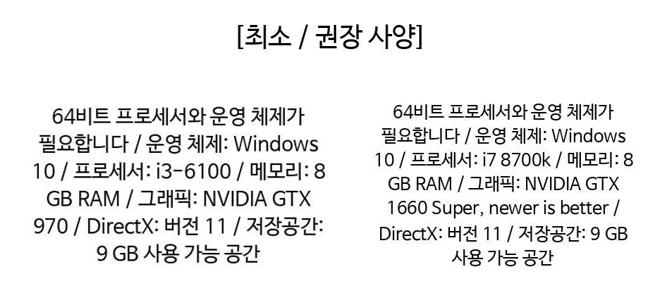 [최소 / 권장 사양]
64비트 프로세서와 운영 체제가
필요합니다 / 운영 체제: Windows
10 / 프로세서: i3-6100 / 메모리: 8
GB RAM / 그래픽: NVIDIA GTX
970 / DirectX: 버전 11 / 저장공간:
9 GB 사용 가능 공간
64비트 프로세서와 운영 체제가
필요합니다 / 운영 체제: Windows
10 / 프로세서: i7 8700k / 메모리: 8
GB RAM / 그래픽: NVIDIA GTX
1660 Super, newer is better /
DirectX: 버전 11 / 저장공간: 9 GB
사용 가능 공간